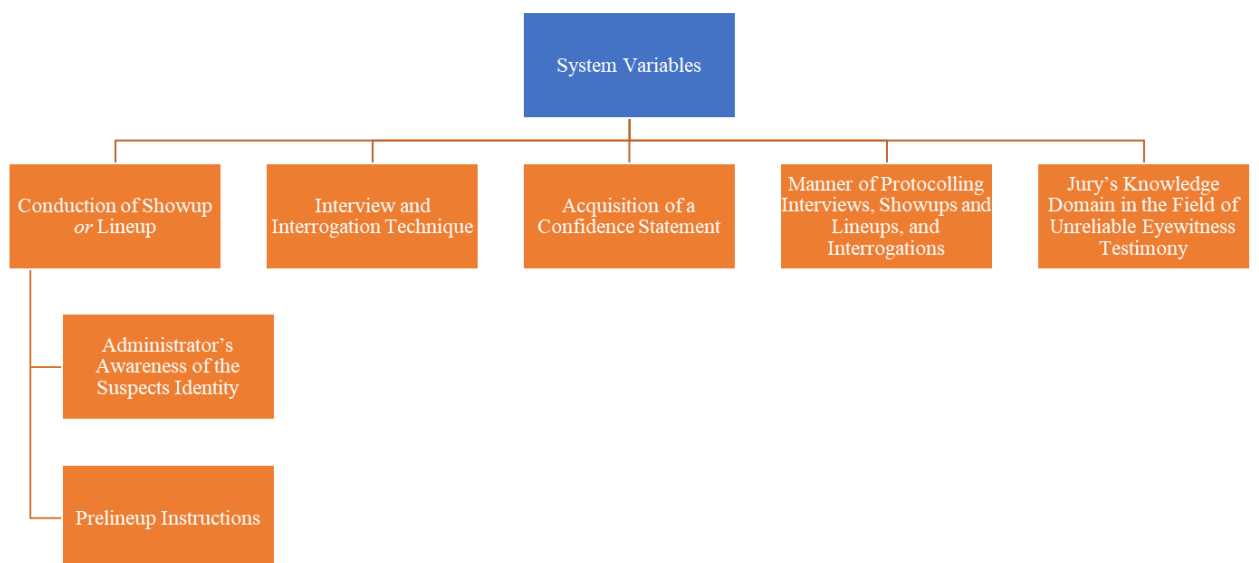 System Variables
Conduction of Showup
or Lineup
Interview and
Interrogation Technique
Acquisition of a
Confidence Statement
Manner of Protocolling
Interviews, Showups and
Lineups, and
Interrogations
Jury’s Knowledge
Domain in the Field of
Unreliable Eyewitness
Testimony
Administrator’s
Awareness of the
Suspects Identity
Prelineup Instructions